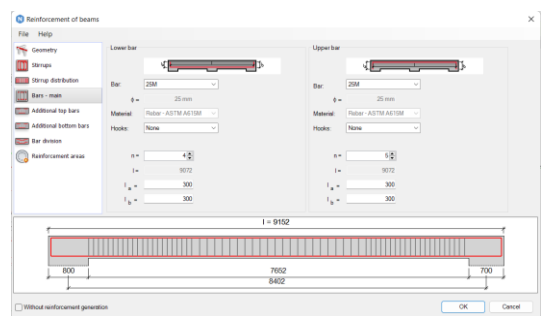 Reinforcement of beams
File Help
Geometry
Stirrups
Stirrup distribution
Bars - main
Additional top bars
Additional bottom bars
Bar division
Reinforcement areas
Lower bar
Bar: 25M
ϕ = 25 mm
Material: Rebar - ASTM A615M
Hooks: None
n = 4
l = 9072
l a = 300
l b = 300
Upper bar
Bar: 25M
ϕ = 25 mm
Material: Rebar - ASTM A615M
Hooks: None
n = 5
l = 9072
l a = 300
l b = 300
l = 9152
800 7652 700
8402
Without reinforcement generation
OK Cancel